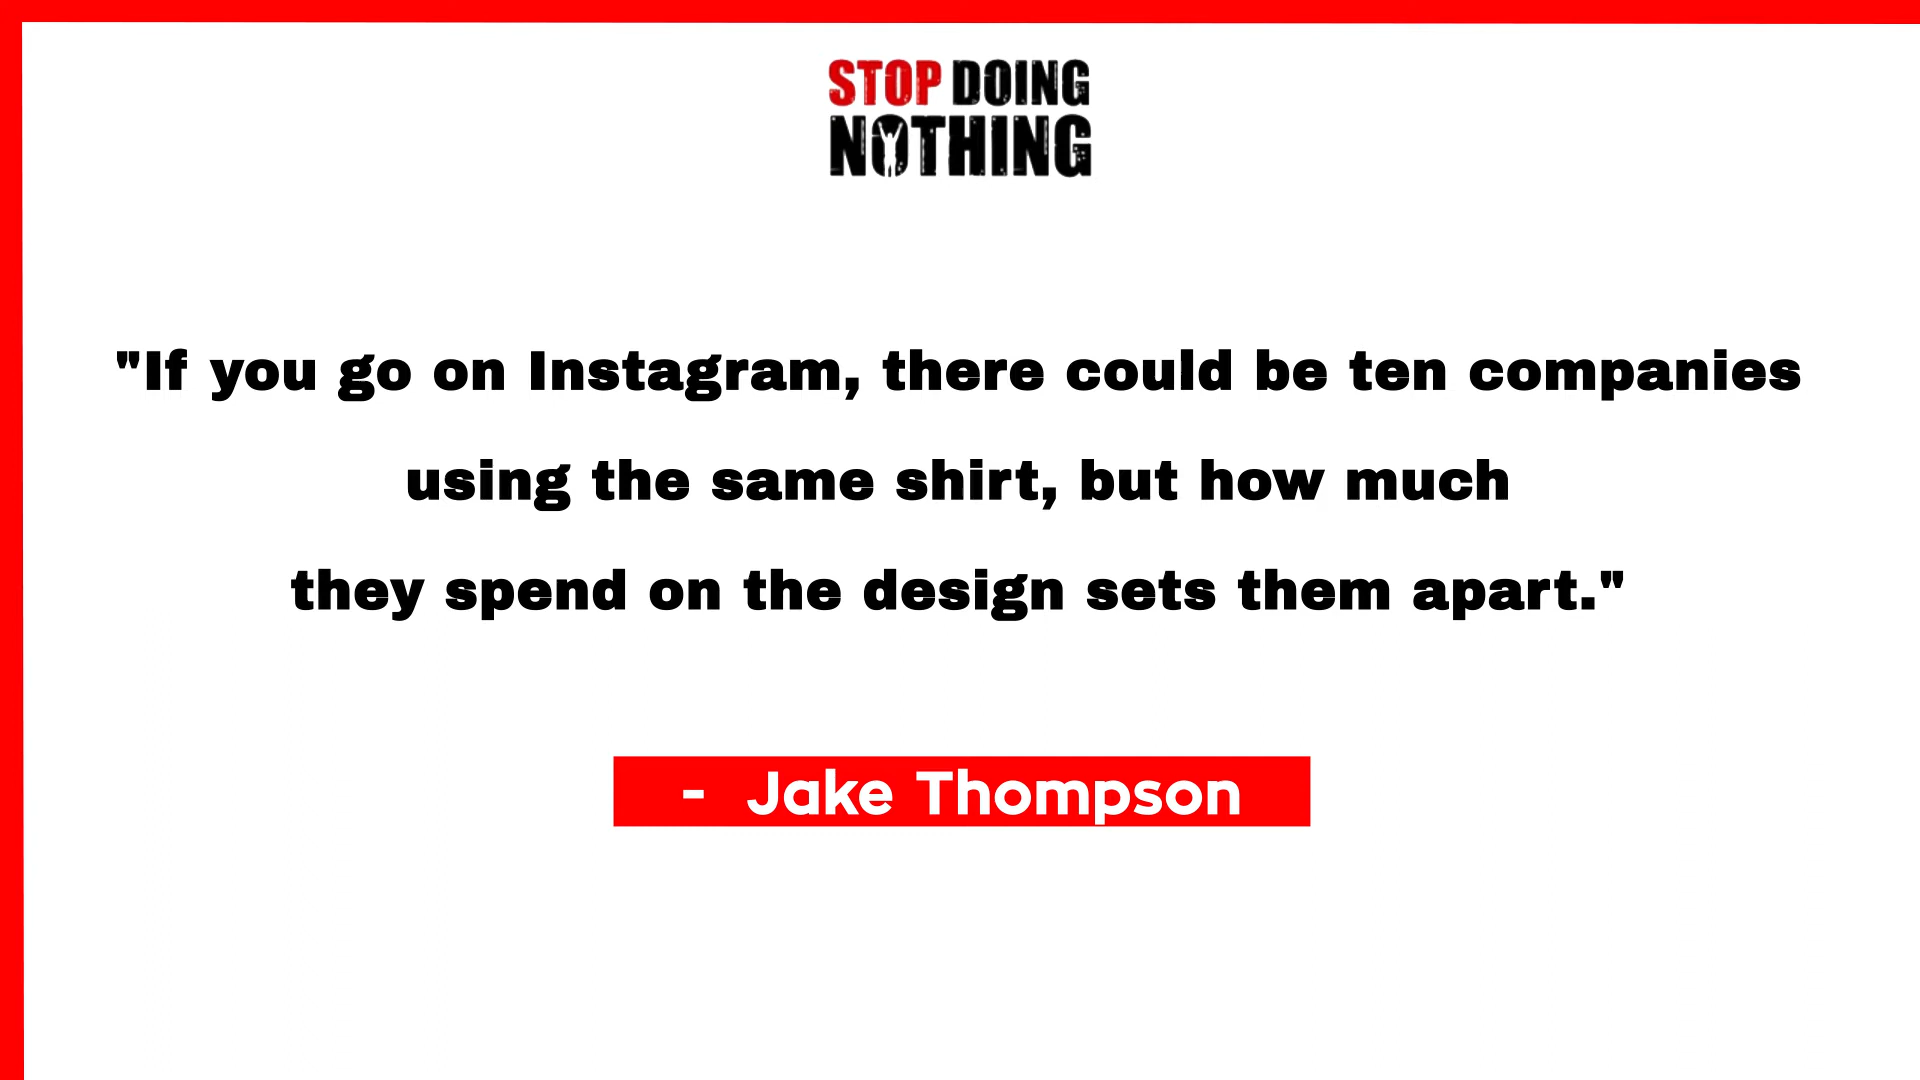 STOP DOING
NOTHING
"If you go on Instagram, there could be ten companies
using the same shirt, but how much
they spend on the design sets them apart."
- Jake Thompson